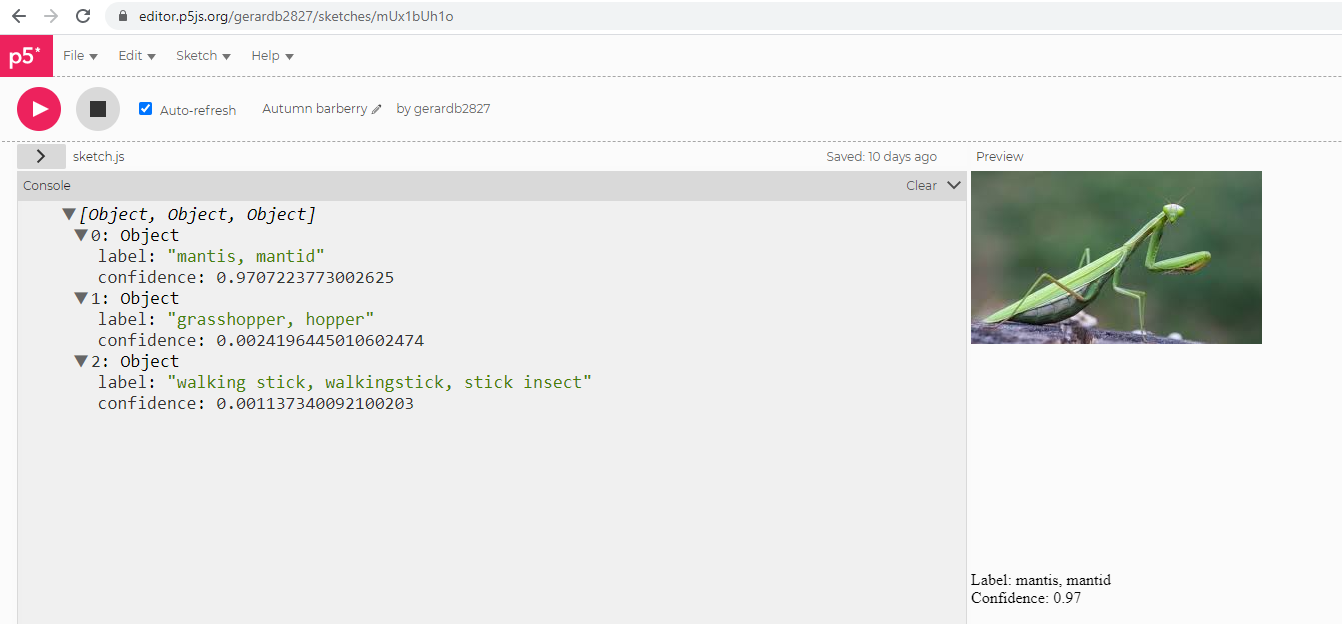 editor.p5js.org/gerardb2827/sketches/mUx1bUh1o
p5* File Edit Sketch Help
Auto-refresh Autumn barberry by gerardb2827
sketch.js Saved: 10 days ago Preview
Console Clear
[Object, Object, Object]
0: Object
label: "mantis, mantid"
confidence: 0.9707223773002625
1: Object
label: "grasshopper, hopper"
confidence: 0.0024196445010602474
2: Object
label: "walking stick, walkingstick, stick insect"
confidence: 0.001137340092100203
Label: mantis, mantid
Confidence: 0.97